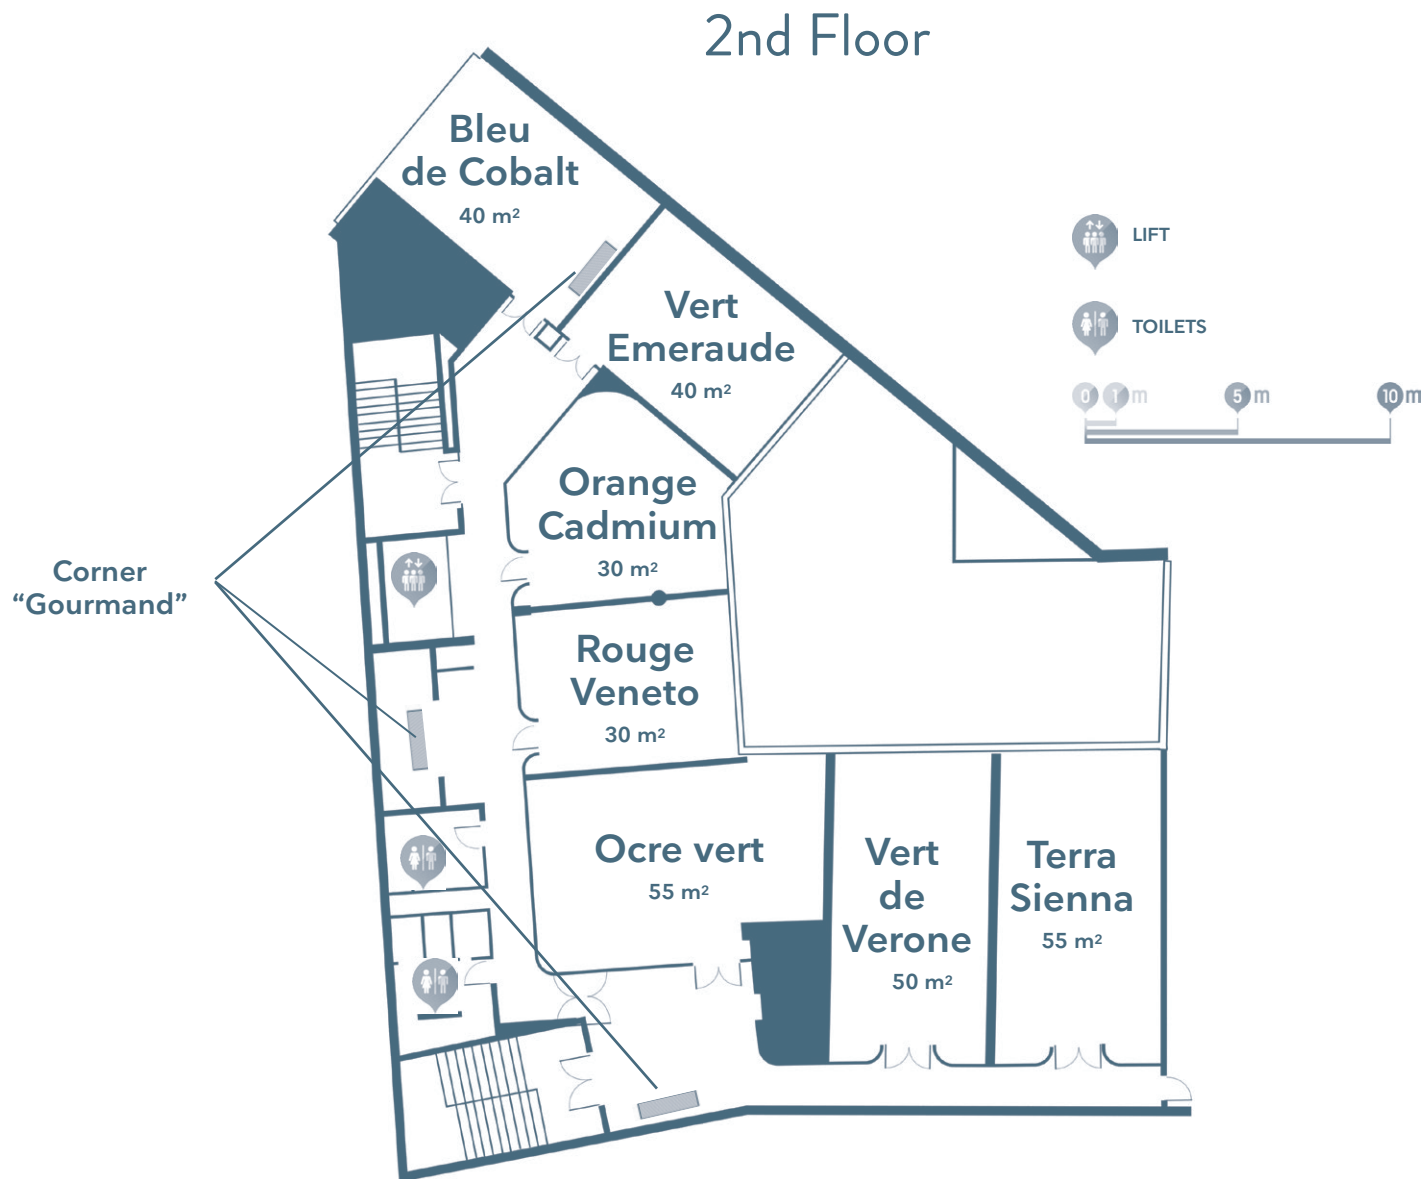 2nd Floor
Bleu
de Cobalt
40 m²
LIFT
Vert
Emeraude
40 m²
TOILETS
0 1 m 5 m 10 m
Orange
Cadmium
30 m²
Corner
“Gourmand”
Rouge
Veneto
30 m²
Ocre vert
55 m²
Vert
de
Verone
50 m²
Terra
Sienna
55 m²